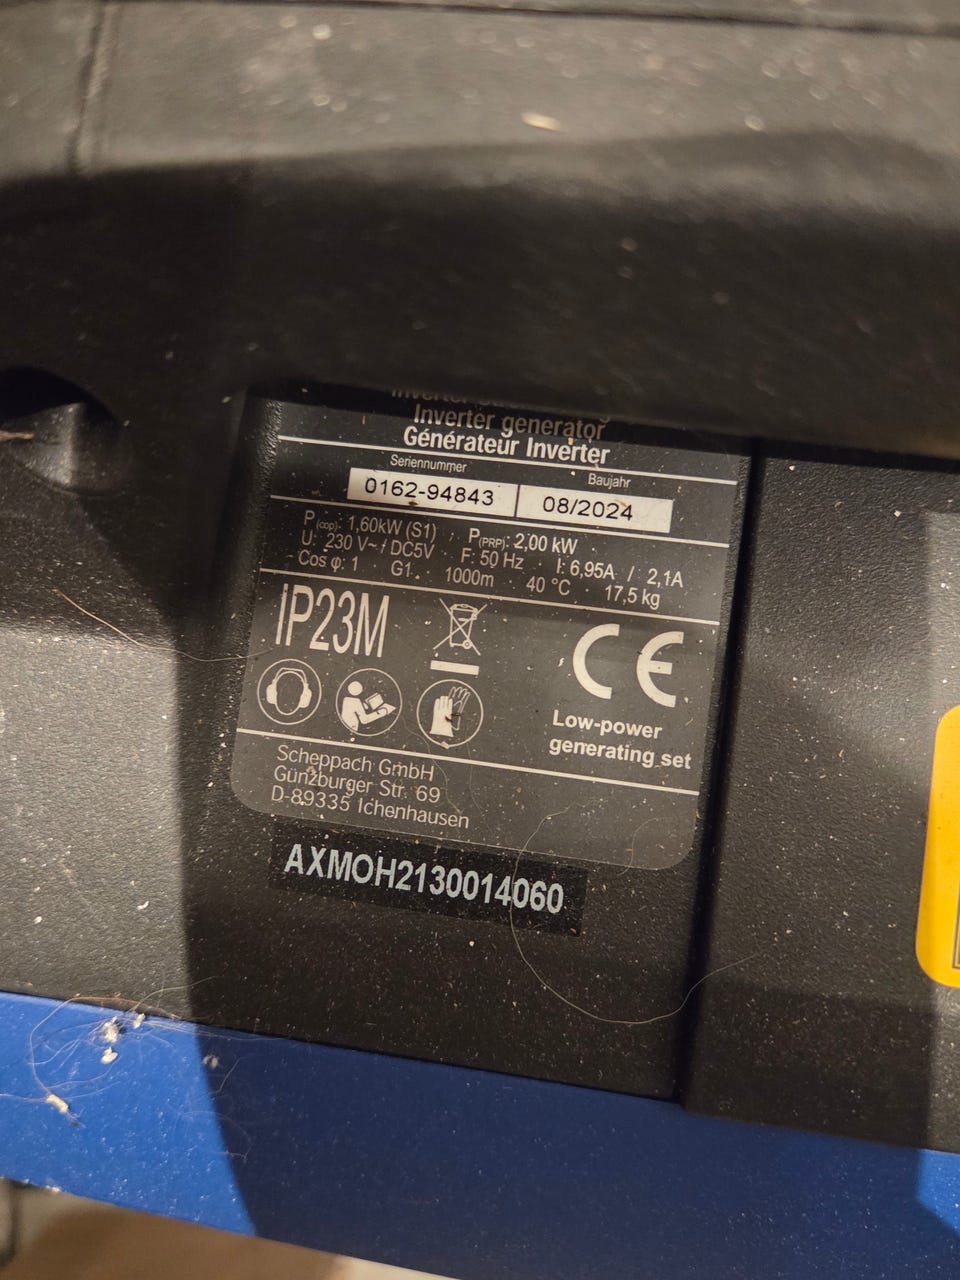 Inverter generator
Générateur Inverter
Seriennummer Baujahr
0162-94843 08/2024
P(cop): 1,60kW (S1) · P(PRP): 2,00 kW
U: 230 V~ / DC5V · F: 50 Hz · I: 6,95A / 2,1A
Cos φ: 1 · G1. · 1000m · 40 °C · 17,5 kg
IP23M
CE
Low-power
generating set
Scheppach GmbH
Günzburger Str. 69
D-89335 Ichenhausen
AXMOH2130014060